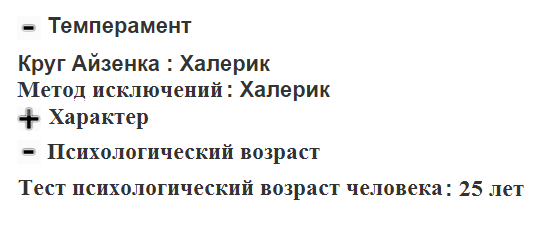 Темперамент
Круг Айзенка : Халерик
Метод исключений : Халерик
Характер
Психологический возраст
Тест психологический возраст человека : 25 лет